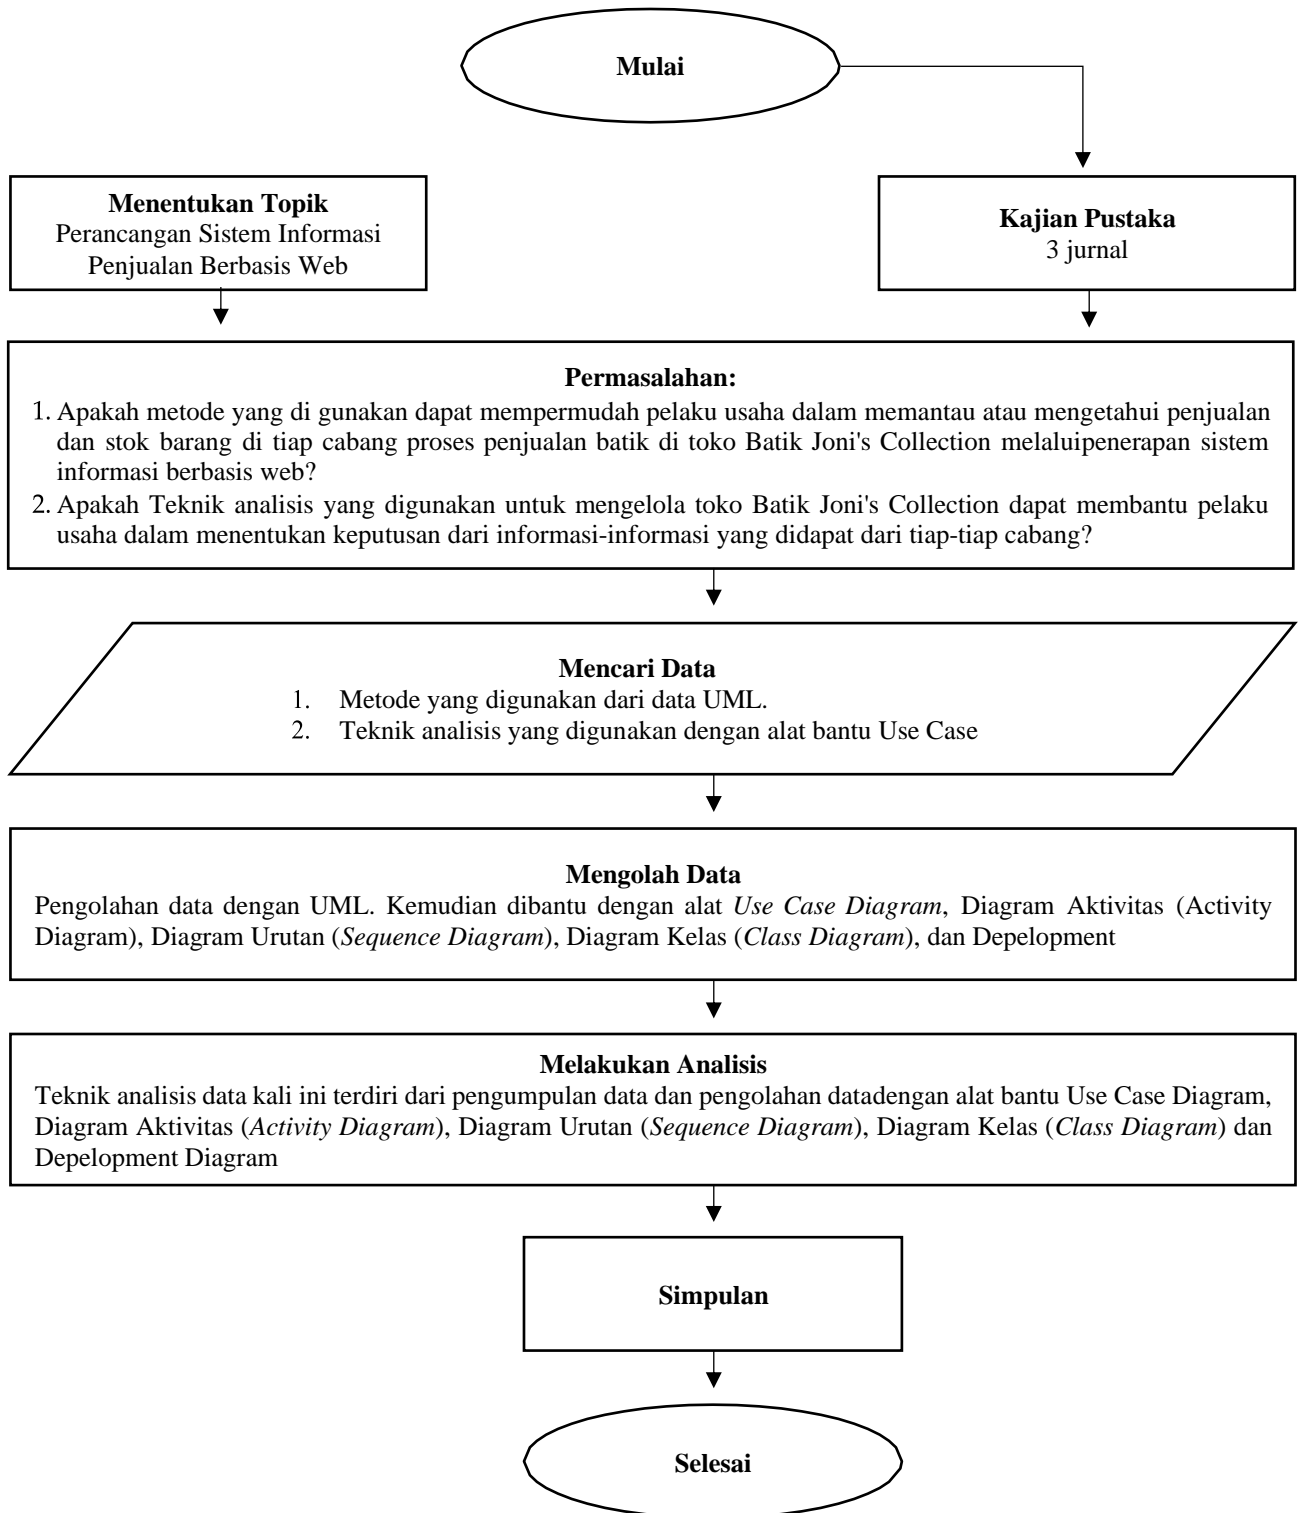 Mulai
Menentukan Topik
Perancangan Sistem Informasi
Penjualan Berbasis Web
Kajian Pustaka
3 jurnal
Permasalahan:
1. Apakah metode yang di gunakan dapat mempermudah pelaku usaha dalam memantau atau mengetahui penjualan
dan stok barang di tiap cabang proses penjualan batik di toko Batik Joni's Collection melaluipenerapan sistem
informasi berbasis web?
2. Apakah Teknik analisis yang digunakan untuk mengelola toko Batik Joni's Collection dapat membantu pelaku
usaha dalam menentukan keputusan dari informasi-informasi yang didapat dari tiap-tiap cabang?
Mencari Data
1. Metode yang digunakan dari data UML.
2. Teknik analisis yang digunakan dengan alat bantu Use Case
Mengolah Data
Pengolahan data dengan UML. Kemudian dibantu dengan alat Use Case Diagram, Diagram Aktivitas (Activity
Diagram), Diagram Urutan (Sequence Diagram), Diagram Kelas (Class Diagram), dan Depelopment
Melakukan Analisis
Teknik analisis data kali ini terdiri dari pengumpulan data dan pengolahan datadengan alat bantu Use Case Diagram,
Diagram Aktivitas (Activity Diagram), Diagram Urutan (Sequence Diagram), Diagram Kelas (Class Diagram) dan
Depelopment Diagram
Simpulan
Selesai